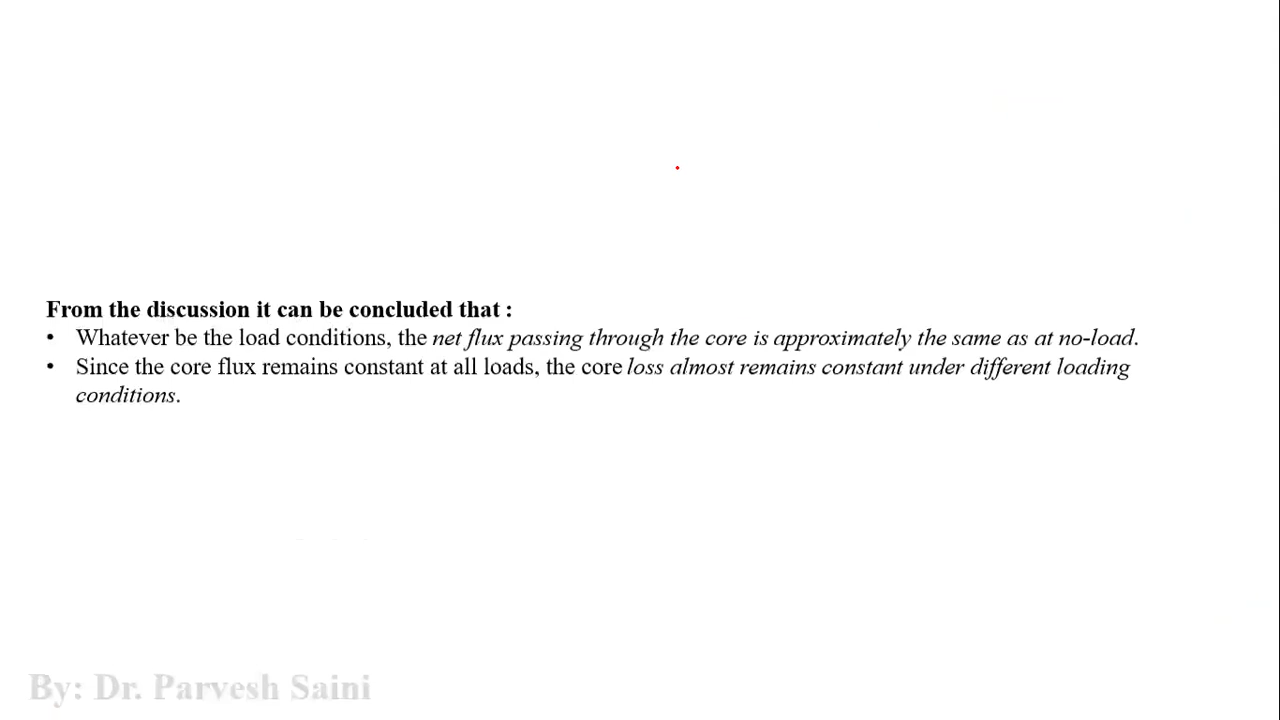 From the discussion it can be concluded that :
• Whatever be the load conditions, the net flux passing through the core is approximately the same as at no-load.
• Since the core flux remains constant at all loads, the core loss almost remains constant under different loading
conditions.
By: Dr. Parvesh Saini